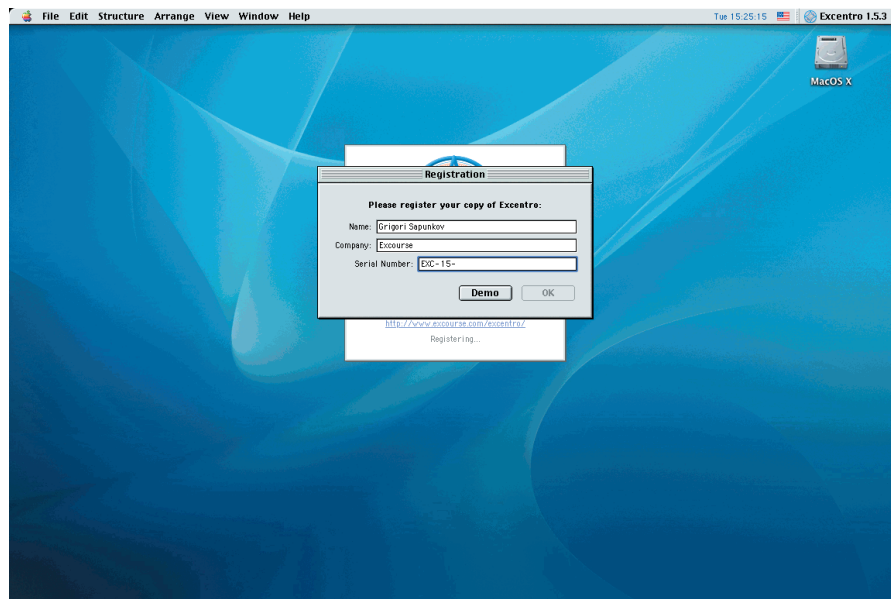 File Edit Structure Arrange View Window Help Tue 15:25:15 Excentro 1.5.3
MacOS X
Registration
Please register your copy of Excentro:
Name: Grigori Sapunkov
Company: Excourse
Serial Number: EXC-15-
Demo OK
http://www.excourse.com/excentro/
Registering...